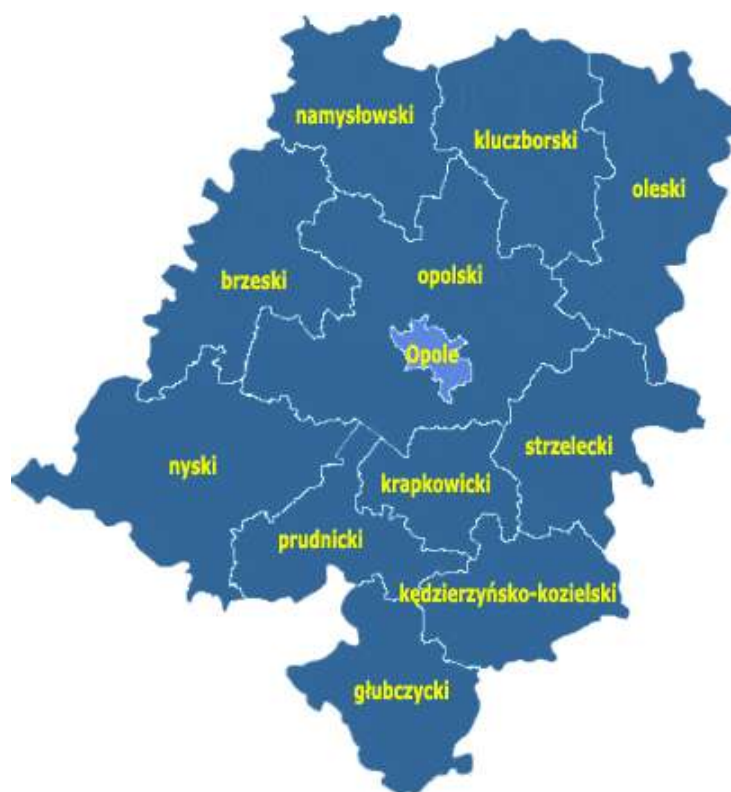 namysłowski
kluczborski
oleski
brzeski
opolski
Opole
strzelecki
nyski
krapkowicki
prudnicki
kędzierzyńsko-kozielski
głubczycki